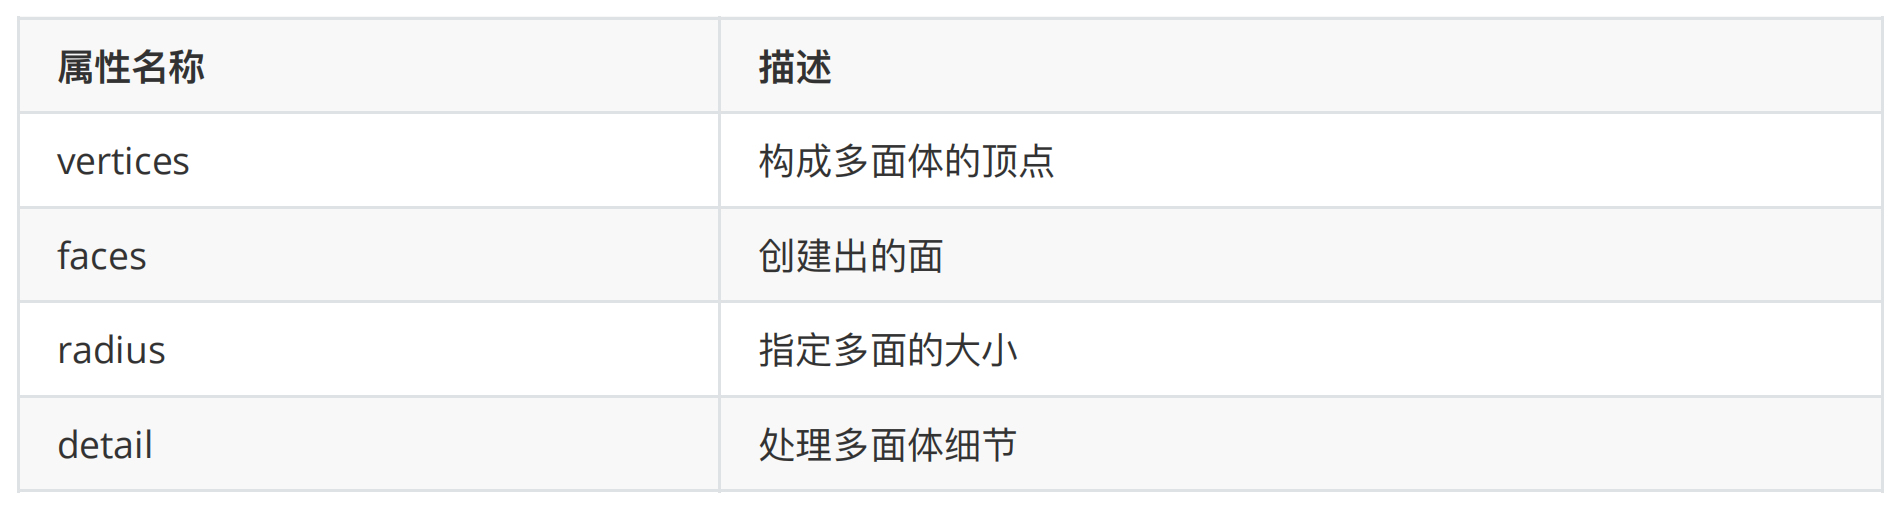 属性名称 描述
vertices 构成多面体的顶点
faces 创建出的面
radius 指定多面的大小
detail 处理多面体细节